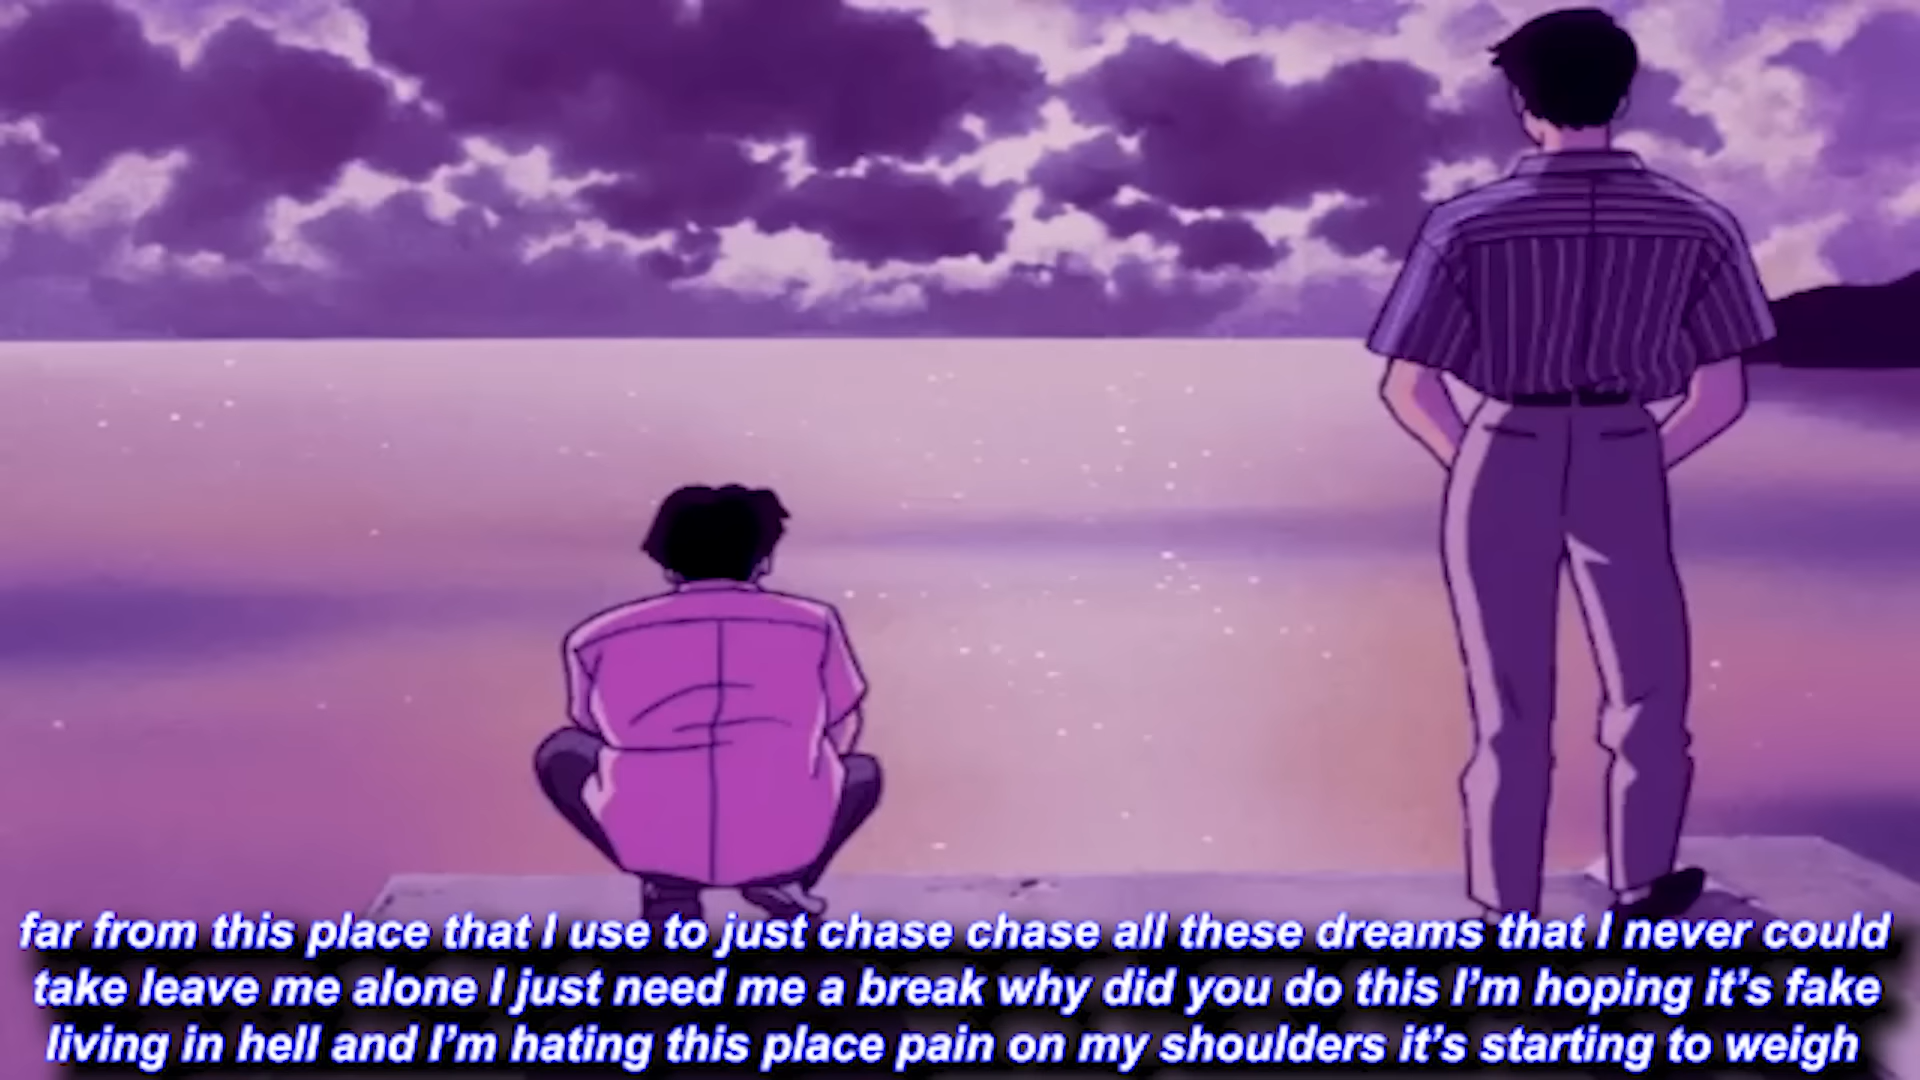 far from this place that I use to just chase chase all these dreams that I never could
take leave me alone I just need me a break why did you do this I'm hoping it's fake
living in hell and I'm hating this place pain on my shoulders it's starting to weigh